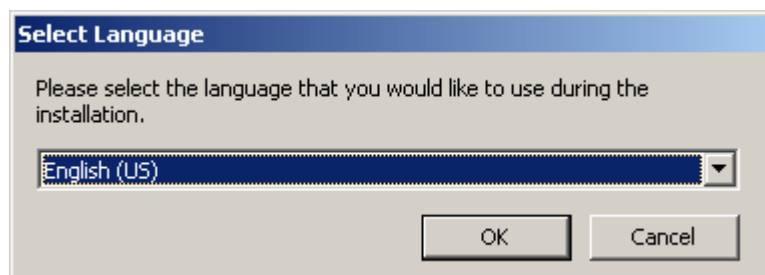 Select Language
Please select the language that you would like to use during the
installation.
English (US)
OK
Cancel